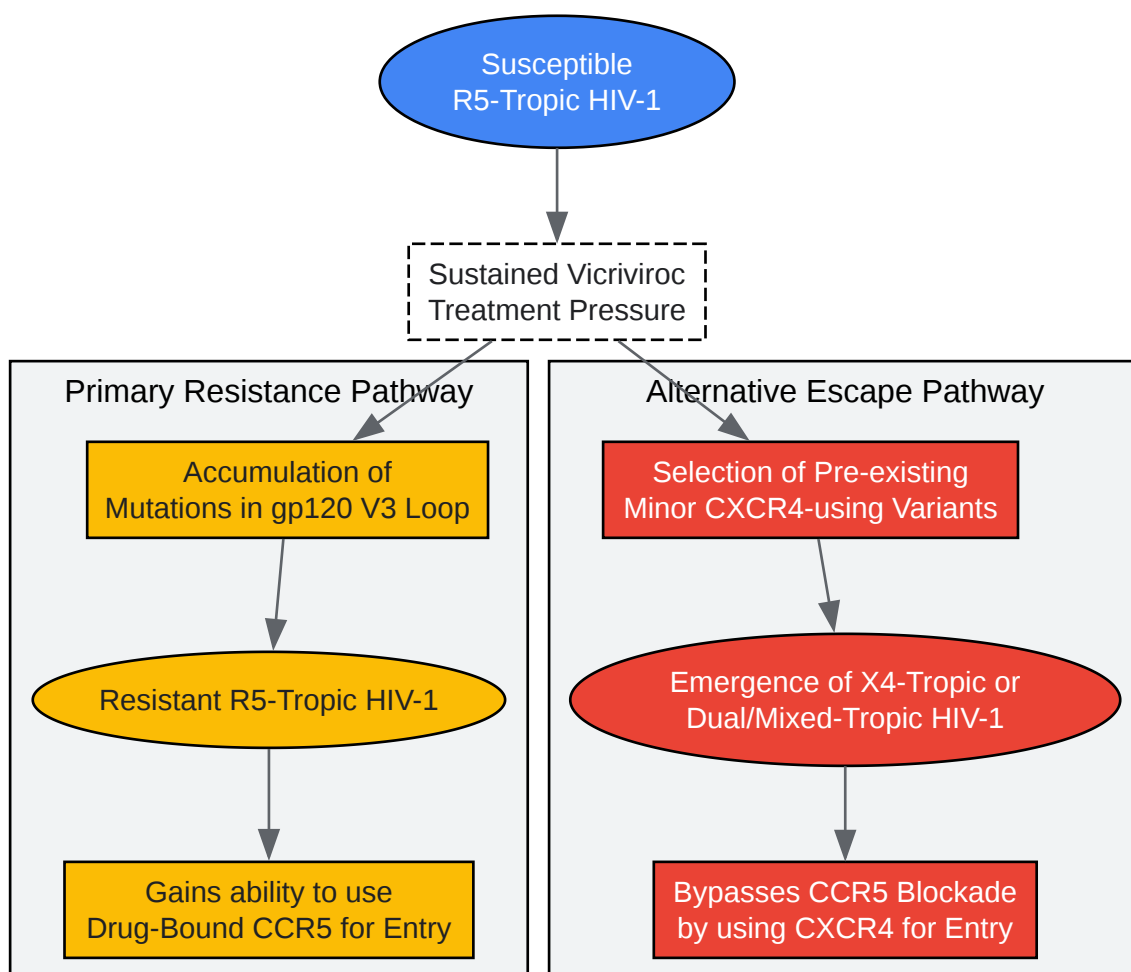 Susceptible
R5-Tropic HIV-1
Sustained Vicriviroc
Treatment Pressure
Primary Resistance Pathway
Accumulation of
Mutations in gp120 V3 Loop
Resistant R5-Tropic HIV-1
Gains ability to use
Drug-Bound CCR5 for Entry
Alternative Escape Pathway
Selection of Pre-existing
Minor CXCR4-using Variants
Emergence of X4-Tropic or
Dual/Mixed-Tropic HIV-1
Bypasses CCR5 Blockade
by using CXCR4 for Entry